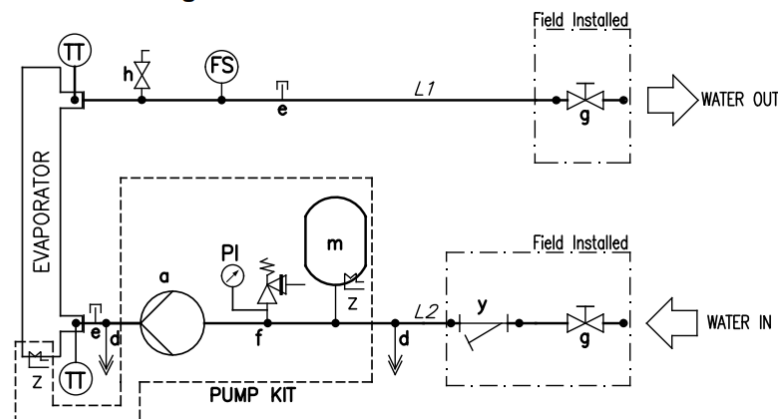 Field Installed
TT
h
FS
e
L1
g
WATER OUT
EVAPORATOR
PI
m
a
Z
Field Installed
y
L2
g
WATER IN
e
d
f
d
TT
Z
PUMP KIT